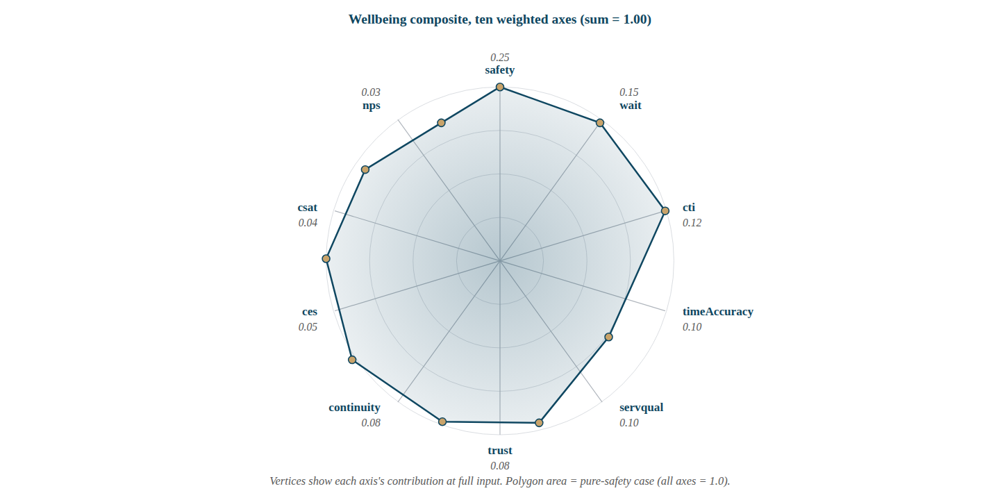 Wellbeing composite, ten weighted axes (sum = 1.00)
0.25
safety
0.15
wait
cti
0.12
timeAccuracy
0.10
servqual
0.10
trust
0.08
continuity
0.08
ces
0.05
csat
0.04
0.03
nps
Vertices show each axis's contribution at full input. Polygon area = pure-safety case (all axes = 1.0).